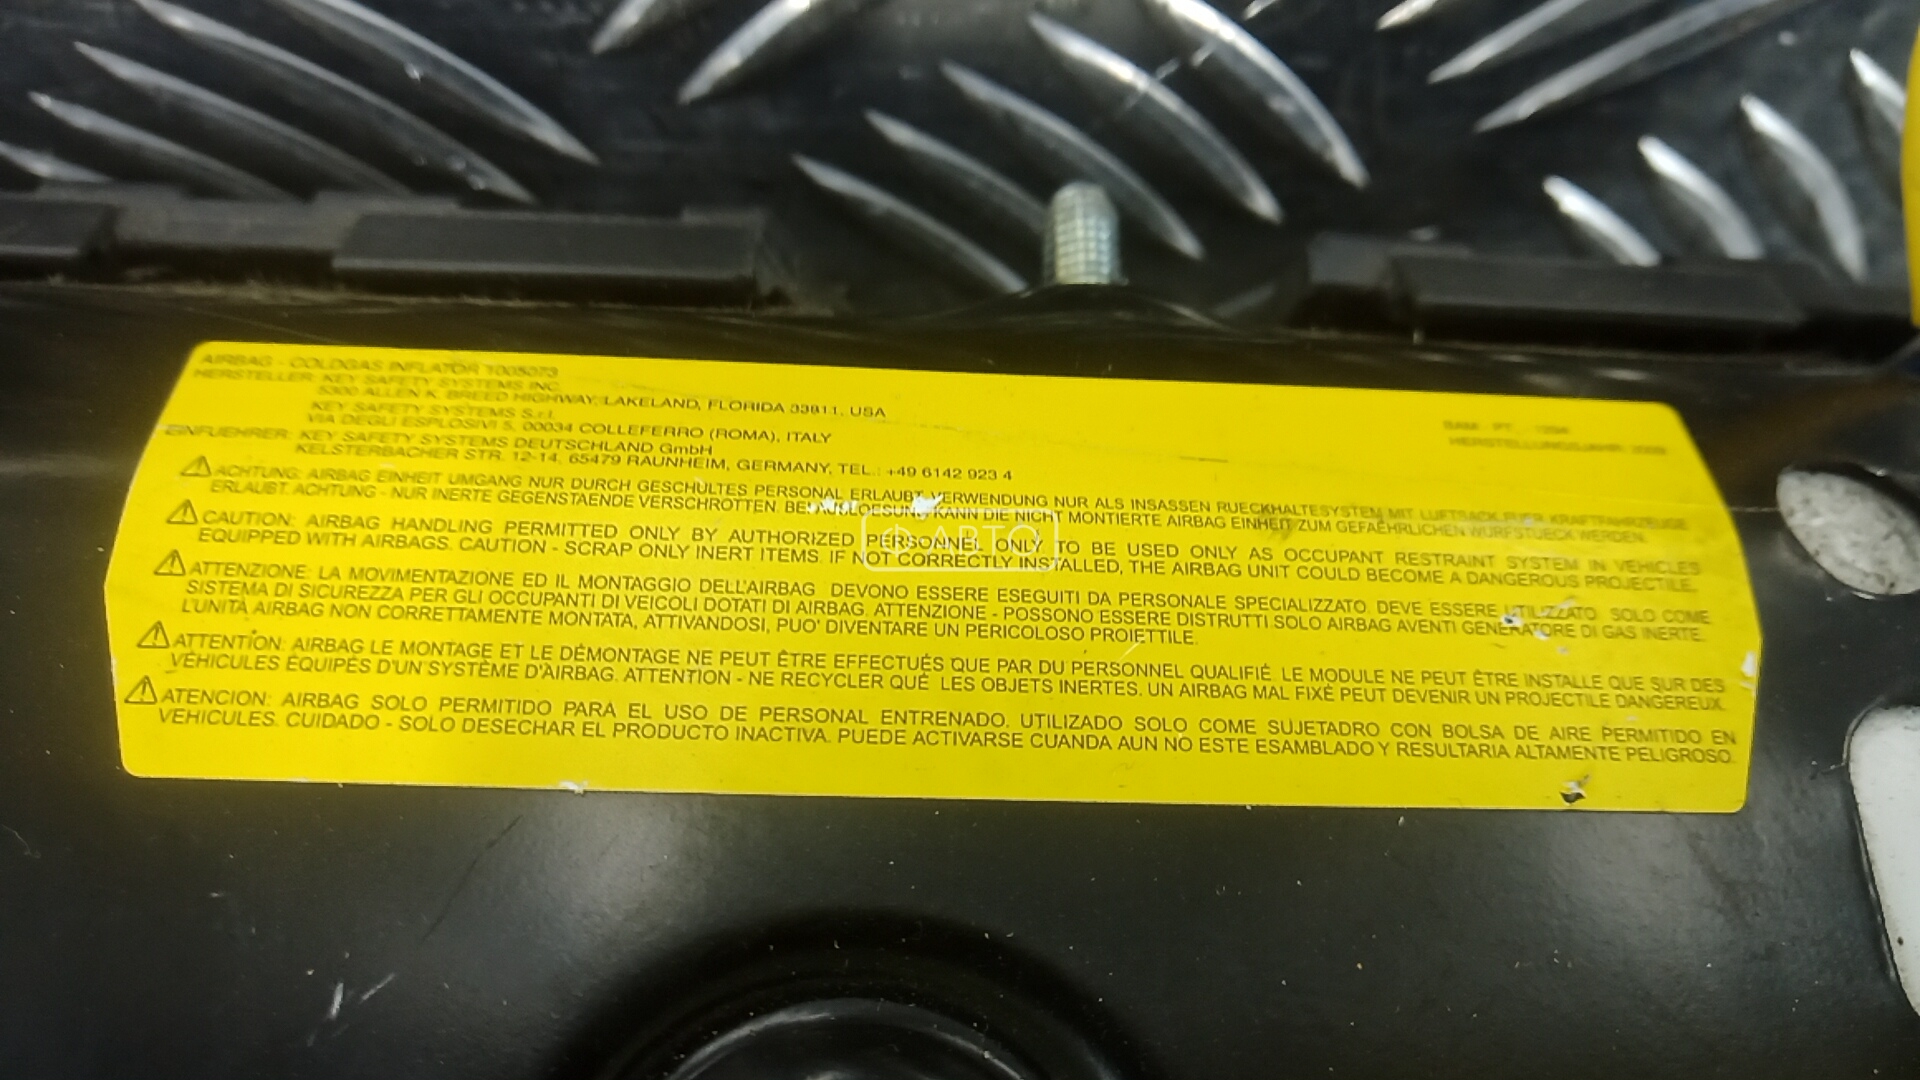 AIRBAG - COLDGAS INFLATOR 1005073
HERSTELLER: KEY SAFETY SYSTEMS INC.
5300 ALLEN K. BREED HIGHWAY, LAKELAND, FLORIDA 33811, USA
KEY SAFETY SYSTEMS S.r.l.
VIA DEGLI ESPLOSIVI 5, 00034 COLLEFERRO (ROMA), ITALY
EINFUEHRER: KEY SAFETY SYSTEMS DEUTSCHLAND GmbH
KELSTERBACHER STR. 12-14, 65479 RAUNHEIM, GERMANY, TEL.: +49 6142 923 4
BAM - PT
HERSTELLUNGSJAHR:
ACHTUNG: AIRBAG EINHEIT UMGANG NUR DURCH GESCHULTES PERSONAL ERLAUBT. VERWENDUNG NUR ALS INSASSEN RUECKHALTESYSTEM MIT LUFTSACK FUER KRAFTFAHRZEUGE
ERLAUBT. ACHTUNG - NUR INERTE GEGENSTAENDE VERSCHROTTEN. BEI AUSLOESUNG KANN DIE NICHT MONTIERTE AIRBAG EINHEIT ZUM GEFAEHRLICHEN WURFSTUECK WERDEN.
CAUTION: AIRBAG HANDLING PERMITTED ONLY BY AUTHORIZED PERSONNEL ONLY. TO BE USED ONLY AS OCCUPANT RESTRAINT SYSTEM IN VEHICLES
EQUIPPED WITH AIRBAGS. CAUTION - SCRAP ONLY INERT ITEMS. IF NOT CORRECTLY INSTALLED, THE AIRBAG UNIT COULD BECOME A DANGEROUS PROJECTILE.
ATTENZIONE: LA MOVIMENTAZIONE ED IL MONTAGGIO DELL'AIRBAG DEVONO ESSERE ESEGUITI DA PERSONALE SPECIALIZZATO. DEVE ESSERE UTILIZZATO SOLO COME
SISTEMA DI SICUREZZA PER GLI OCCUPANTI DI VEICOLI DOTATI DI AIRBAG. ATTENZIONE - POSSONO ESSERE DISTRUTTI SOLO AIRBAG AVENTI GENERATORE DI GAS INERTE.
L'UNITÀ AIRBAG NON CORRETTAMENTE MONTATA, ATTIVANDOSI, PUO' DIVENTARE UN PERICOLOSO PROIETTILE.
ATTENTION: AIRBAG LE MONTAGE ET LE DÉMONTAGE NE PEUT ÊTRE EFFECTUÉS QUE PAR DU PERSONNEL QUALIFIÉ. LE MODULE NE PEUT ÊTRE INSTALLE QUE SUR DES
VÉHICULES ÉQUIPÉS D'UN SYSTÈME D'AIRBAG. ATTENTION - NE RECYCLER QUE LES OBJETS INERTES. UN AIRBAG MAL FIXÉ PEUT DEVENIR UN PROJECTILE DANGEREUX.
ATENCION: AIRBAG SOLO PERMITIDO PARA EL USO DE PERSONAL ENTRENADO. UTILIZADO SOLO COME SUJETADRO CON BOLSA DE AIRE PERMITIDO EN
VEHICULES. CUIDADO - SOLO DESECHAR EL PRODUCTO INACTIVA. PUEDE ACTIVARSE CUANDA AUN NO ESTE ESAMBLADO Y RESULTARIA ALTAMENTE PELIGROSO.
АВТО